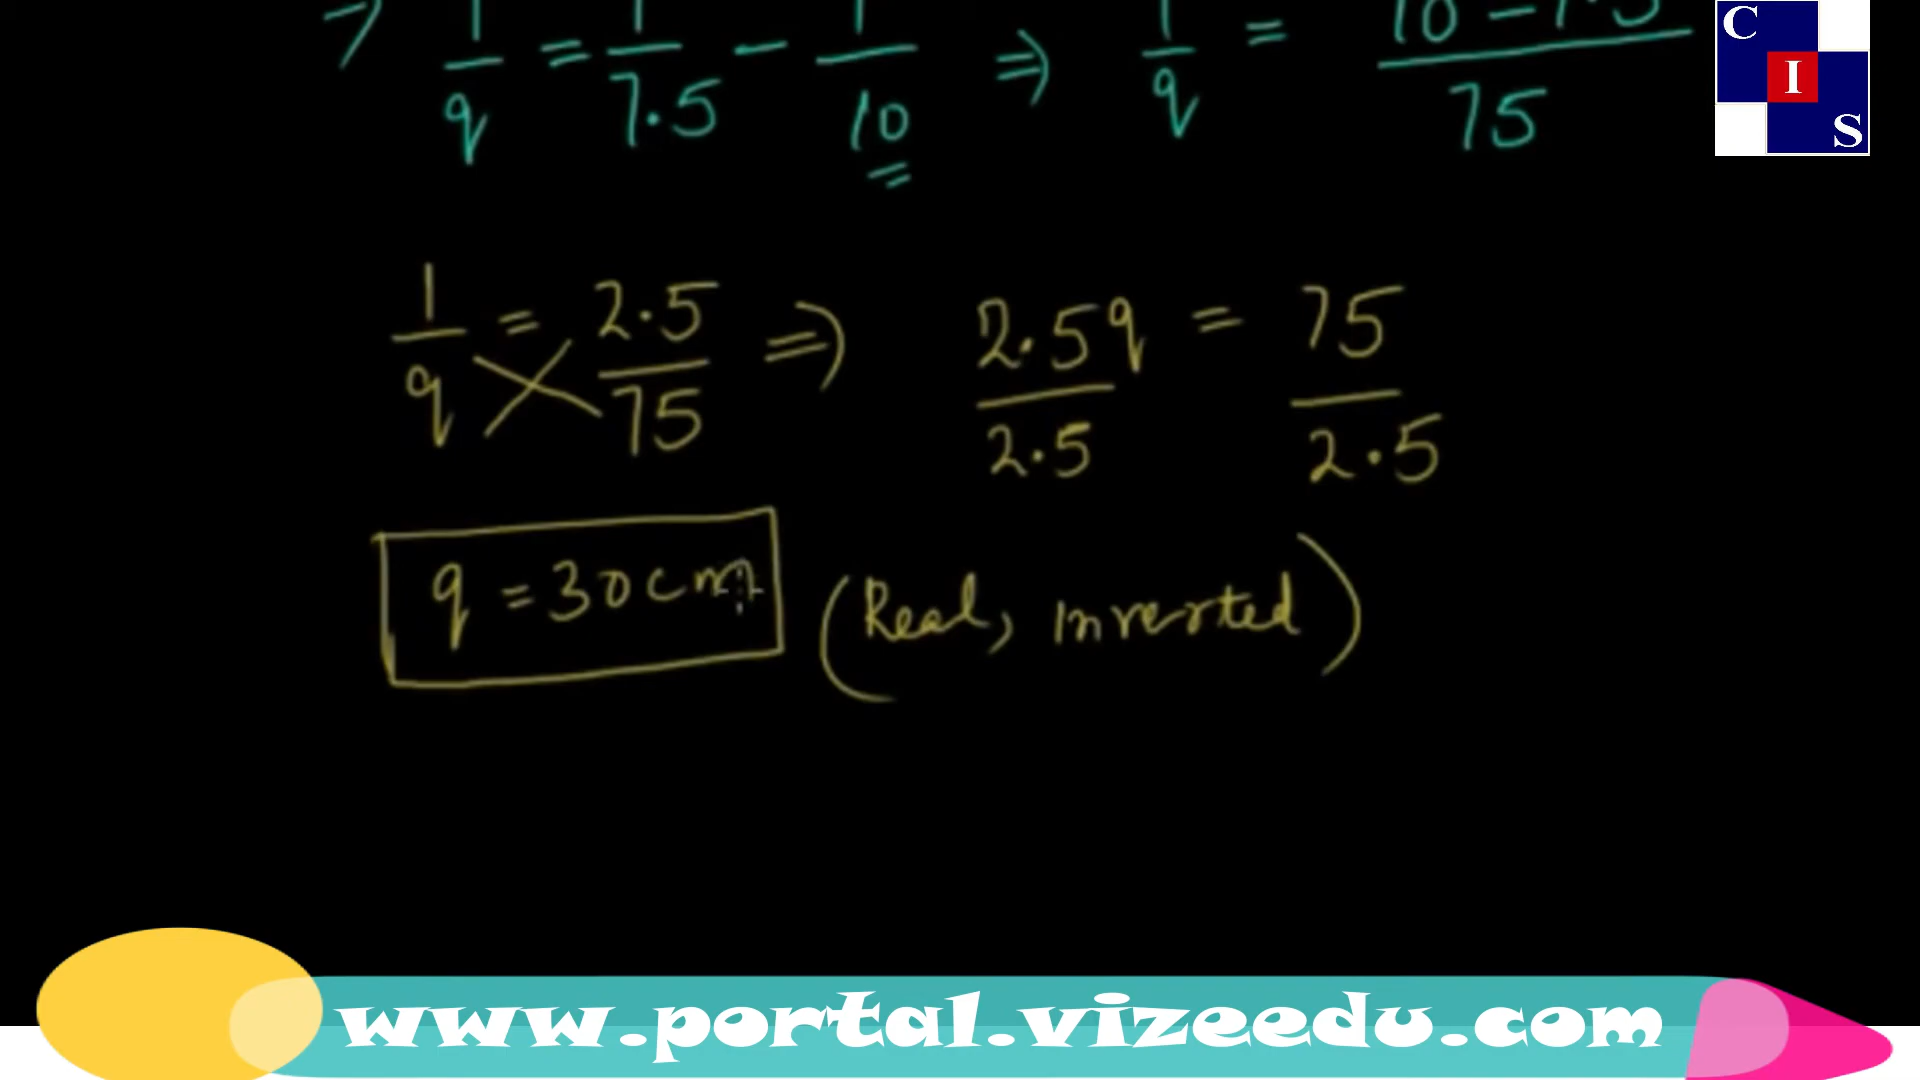 ⇒ 1/q = 1/7.5 − 1/10 ⇒ 1/q = 10 − 7.5/75
C I S
1/q = 2.5/75 ⇒ 2.5q/2.5 = 75/2.5
q = 30cm (Real, inverted)
www.portal.vizeedu.com